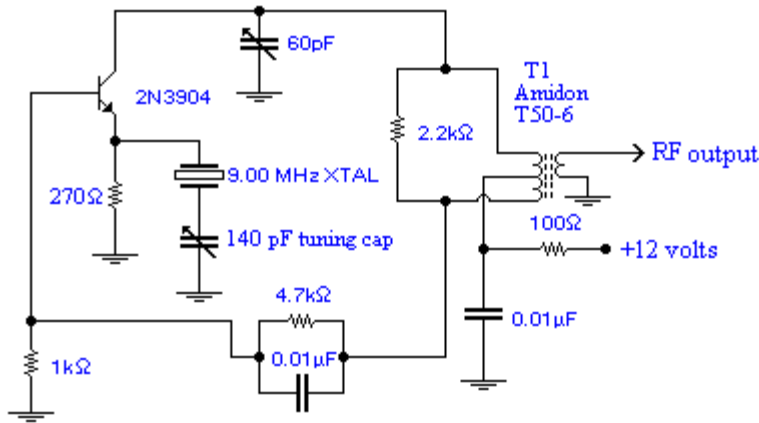 60pF
2N3904
T1
Amidon
T50-6
2.2kΩ
RF output
9.00 MHz XTAL
270Ω
100Ω
140 pF tuning cap
+12 volts
4.7kΩ
0.01µF
0.01µF
1kΩ